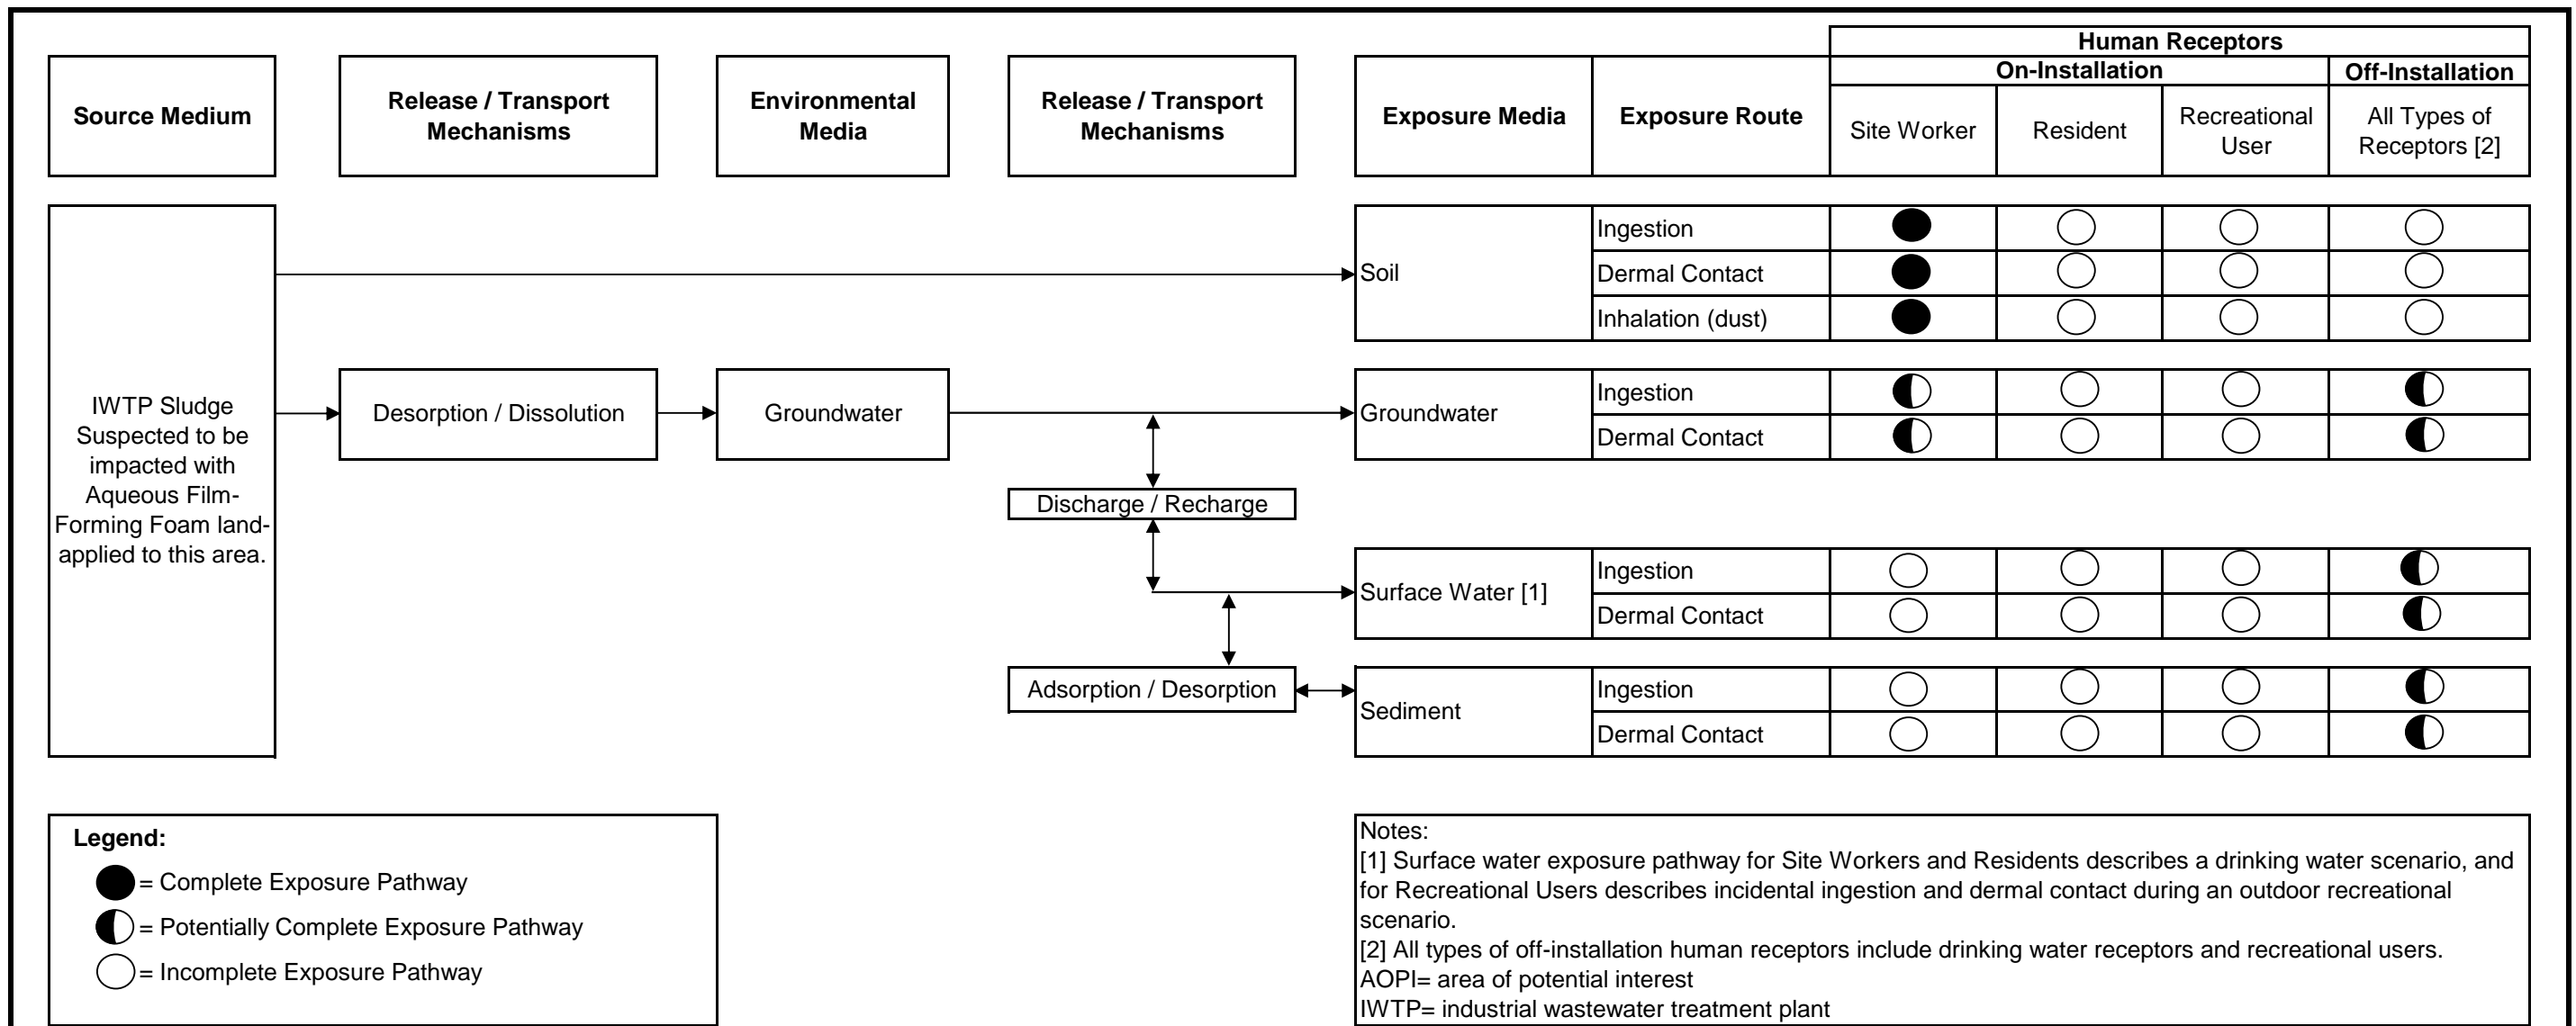 Human Receptors
On-Installation
Off-Installation
Source Medium
Release / Transport
Mechanisms
Environmental
Media
Release / Transport
Mechanisms
Exposure Media
Exposure Route
Site Worker
Resident
Recreational
User
All Types of
Receptors [2]
IWTP Sludge
Suspected to be
impacted with
Aqueous Film-
Forming Foam land-
applied to this area.
Soil
Ingestion
Dermal Contact
Inhalation (dust)
Desorption / Dissolution
Groundwater
Groundwater
Ingestion
Dermal Contact
Discharge / Recharge
Surface Water [1]
Ingestion
Dermal Contact
Adsorption / Desorption
Sediment
Ingestion
Dermal Contact
Legend:
= Complete Exposure Pathway
= Potentially Complete Exposure Pathway
= Incomplete Exposure Pathway
Notes:
[1] Surface water exposure pathway for Site Workers and Residents describes a drinking water scenario, and
for Recreational Users describes incidental ingestion and dermal contact during an outdoor recreational
scenario.
[2] All types of off-installation human receptors include drinking water receptors and recreational users.
AOPI= area of potential interest
IWTP= industrial wastewater treatment plant